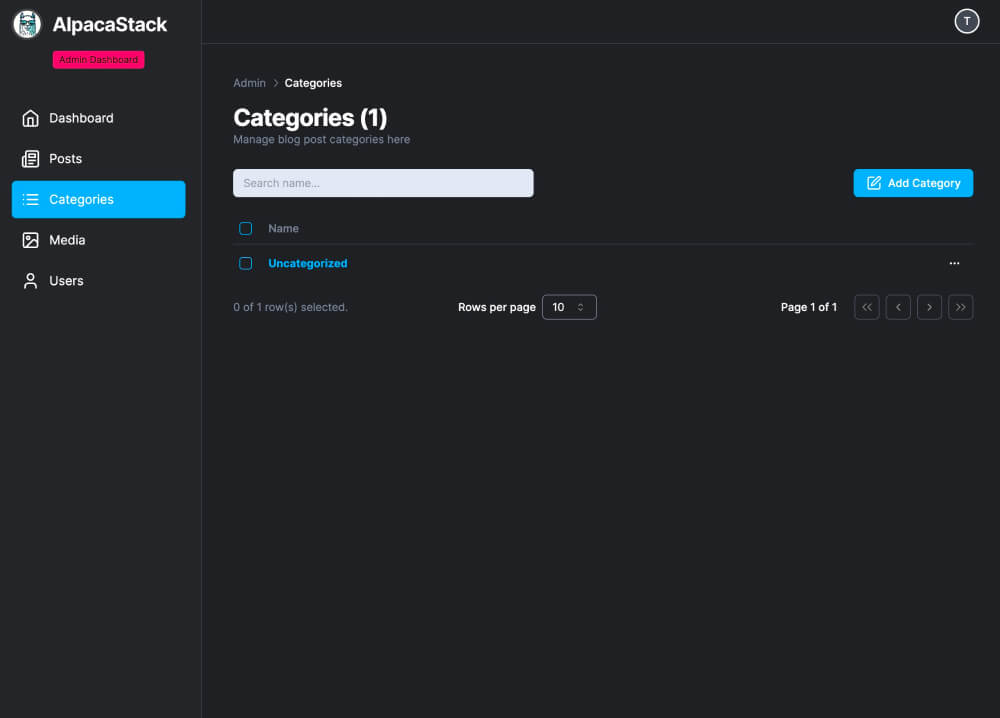 AlpacaStack
Admin Dashboard
Dashboard
Posts
Categories
Media
Users
T
Admin > Categories
Categories (1)
Manage blog post categories here
Search name...
Add Category
Name
Uncategorized
0 of 1 row(s) selected.
Rows per page 10
Page 1 of 1